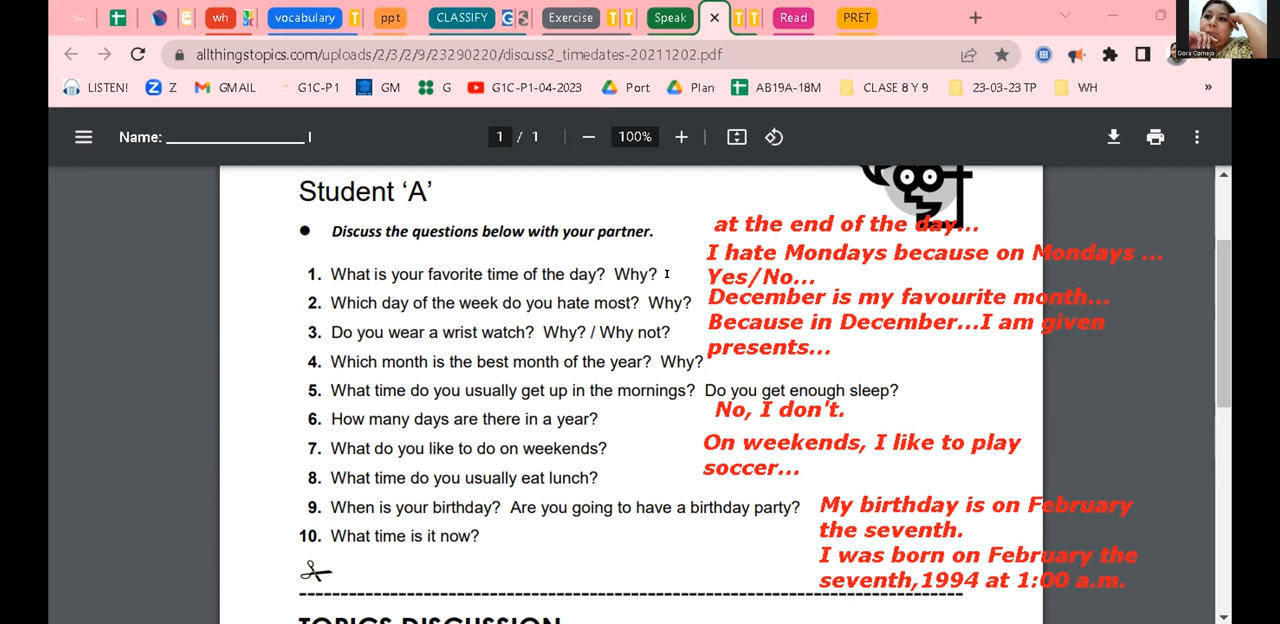 wh
vocabulary
T
ppt
CLASSIFY
Exercise
T
T
Speak
T
T
Read
PRET
allthingstopics.com/uploads/2/3/2/9/23290220/discuss2_timedates-20211202.pdf
Dora Cornejo
LISTEN!
Z
GMAIL
G1C-P1
GM
G
G1C-P1-04-2023
Port
Plan
AB19A-18M
CLASE 8 Y 9
23-03-23 TP
WH
»
Name: _______________ |
1 / 1
100%
Student ‘A’
at the end of the day...
● Discuss the questions below with your partner.
I hate Mondays because on Mondays ...
1. What is your favorite time of the day? Why?
Yes/No...
2. Which day of the week do you hate most? Why?
December is my favourite month...
Because in December...I am given
3. Do you wear a wrist watch? Why? / Why not?
presents...
4. Which month is the best month of the year? Why?
5. What time do you usually get up in the mornings? Do you get enough sleep?
No, I don't.
6. How many days are there in a year?
7. What do you like to do on weekends?
On weekends, I like to play
soccer...
8. What time do you usually eat lunch?
9. When is your birthday? Are you going to have a birthday party?
My birthday is on February
the seventh.
10. What time is it now?
I was born on February the
seventh,1994 at 1:00 a.m.
TOPICS DISCUSSION